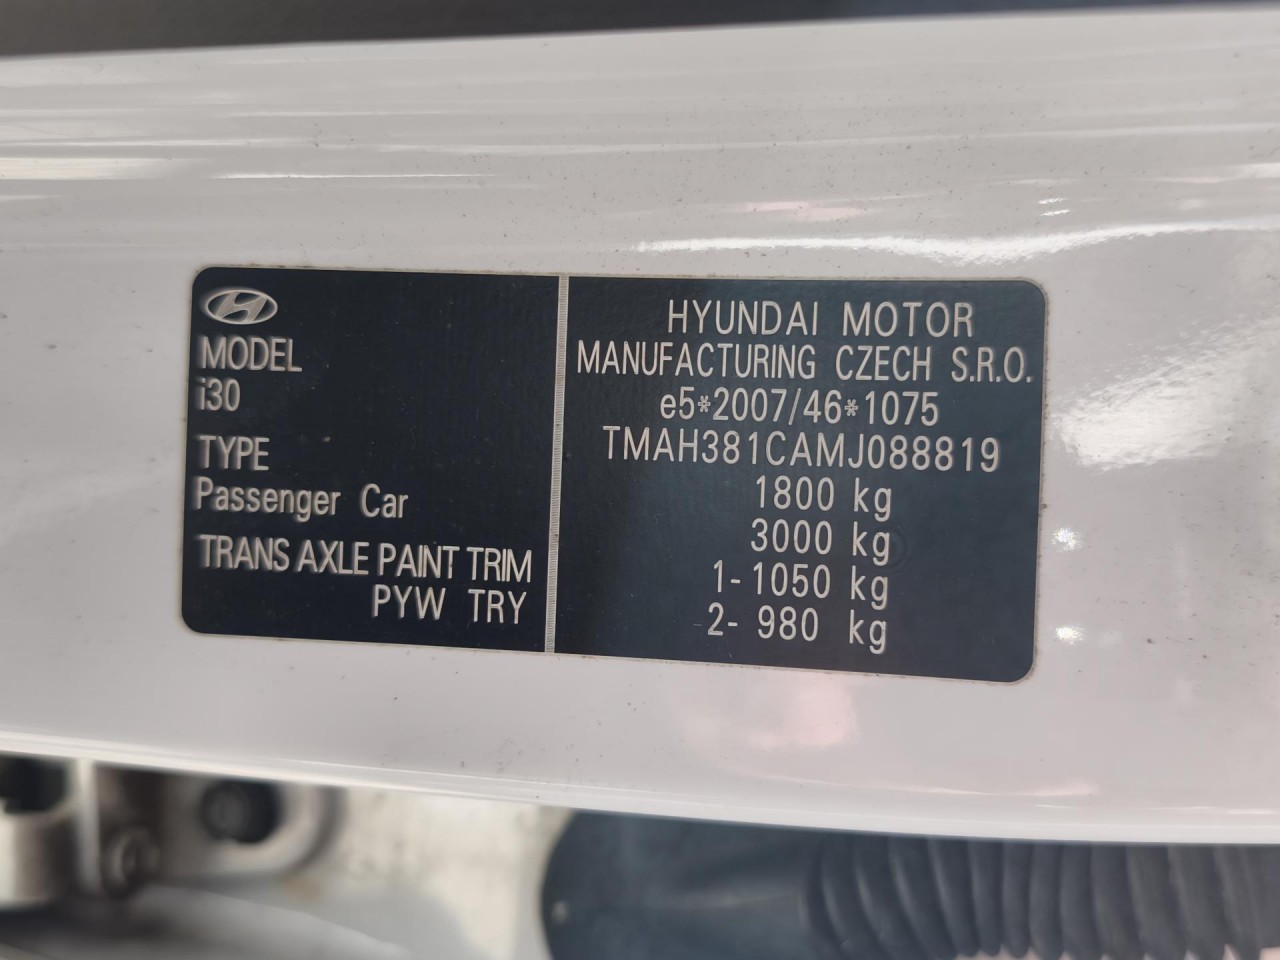 MODEL
i30
TYPE
Passenger Car
TRANS AXLE PAINT TRIM
PYW TRY
HYUNDAI MOTOR
MANUFACTURING CZECH S.R.O.
e5*2007/46*1075
TMAH381CAMJ088819
1800 kg
3000 kg
1- 1050 kg
2- 980 kg